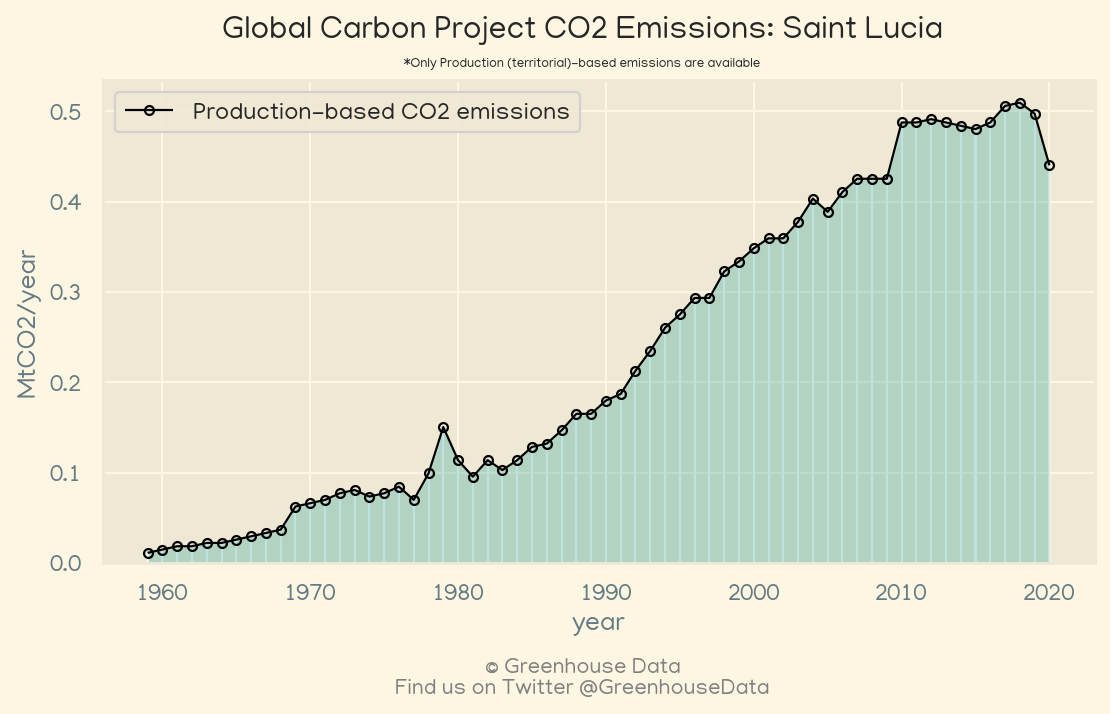 Global Carbon Project CO2 Emissions: Saint Lucia
*Only Production (territorial)-based emissions are available
Production-based CO2 emissions
MtCO2/year
0.5
0.4
0.3
0.2
0.1
0.0
1960 1970 1980 1990 2000 2010 2020
year
© Greenhouse Data
Find us on Twitter @GreenhouseData